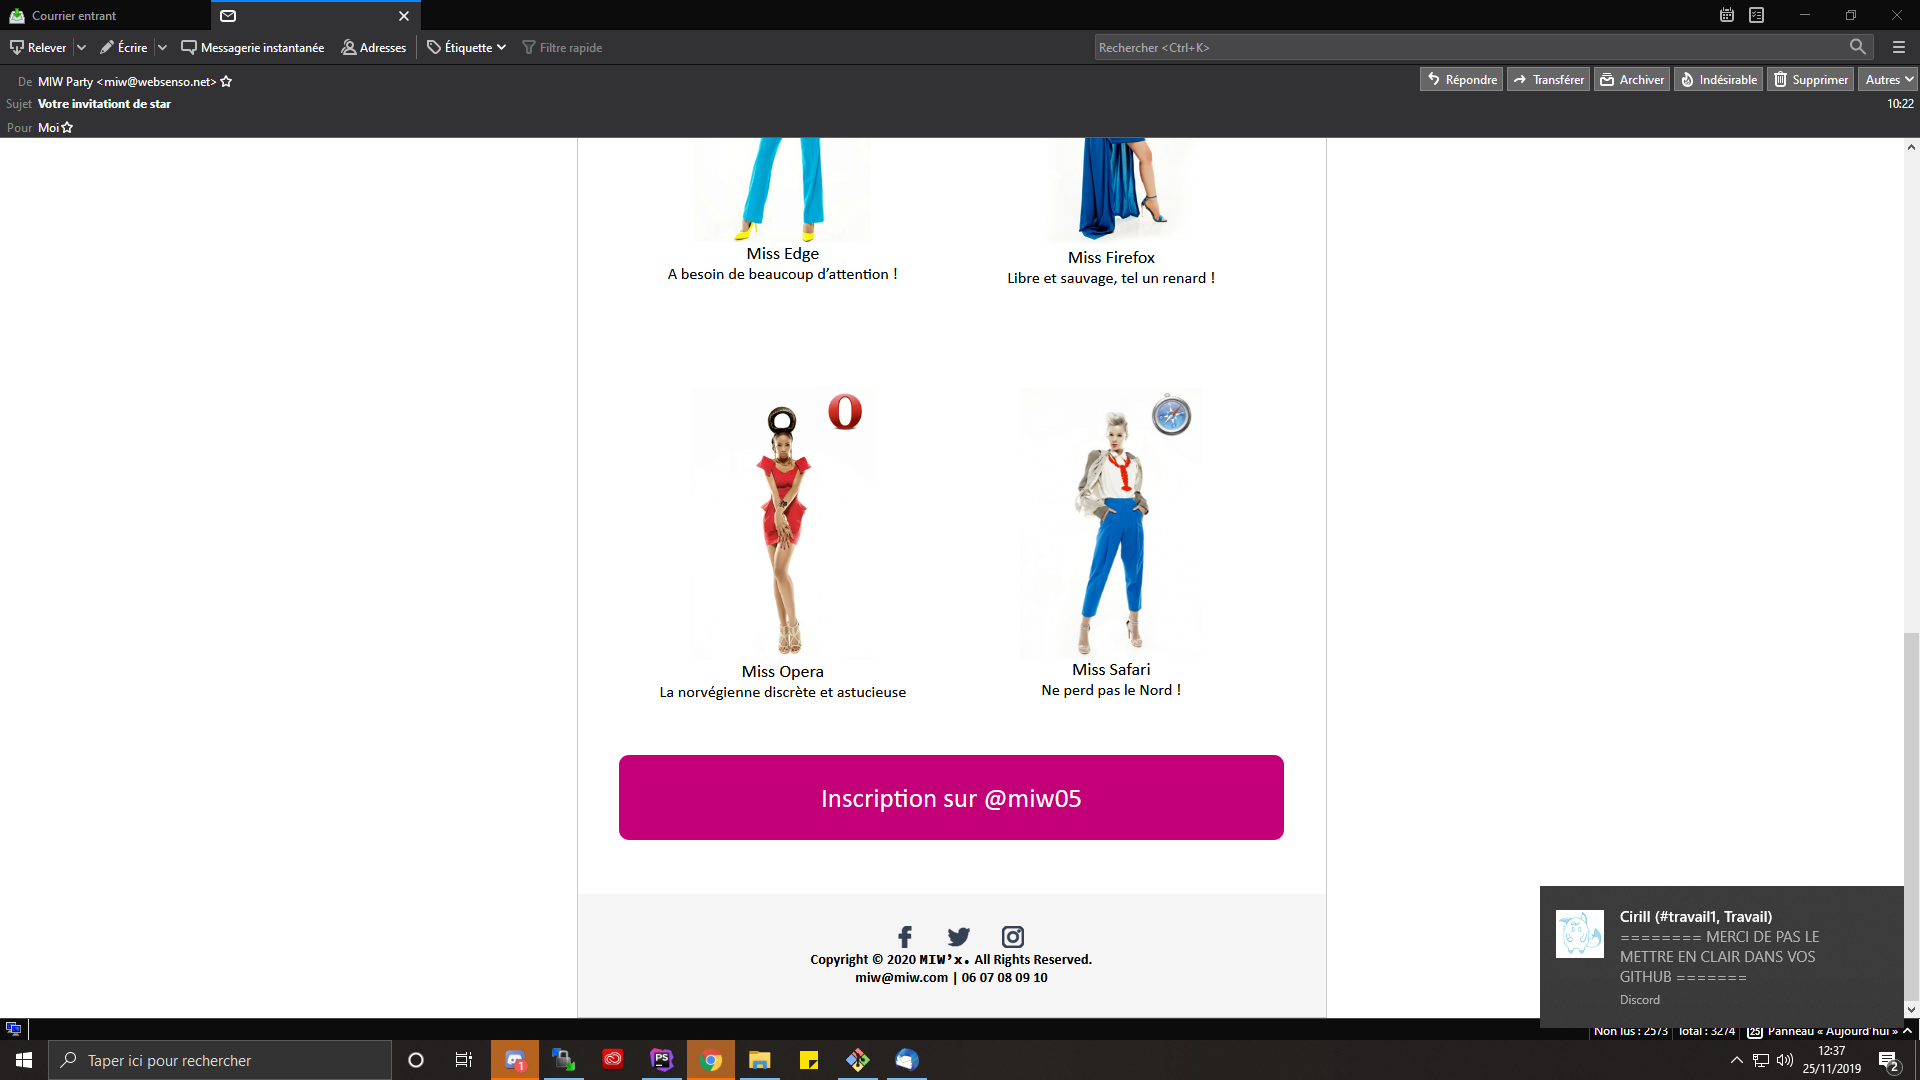 Courrier entrant
Relever
Écrire
Messagerie instantanée
Adresses
Étiquette
Filtre rapide
Rechercher <Ctrl+K>
De MIW Party <miw@websenso.net>
Répondre
Transférer
Archiver
Indésirable
Supprimer
Autres
Sujet Votre invitationt de star
10:22
Pour Moi
Miss Edge
A besoin de beaucoup d’attention !
Miss Firefox
Libre et sauvage, tel un renard !
Miss Opera
La norvégienne discrète et astucieuse
Miss Safari
Ne perd pas le Nord !
Inscription sur @miw05
Copyright © 2020 MIW’x. All Rights Reserved.
miw@miw.com | 06 07 08 09 10
Cirill (#travail1, Travail)
======== MERCI DE PAS LE
METTRE EN CLAIR DANS VOS
GITHUB =======
Discord
Non lus : 2573
Total : 3274
25 Panneau « Aujourd'hui »
Taper ici pour rechercher
1
PS
12:37
25/11/2019
2